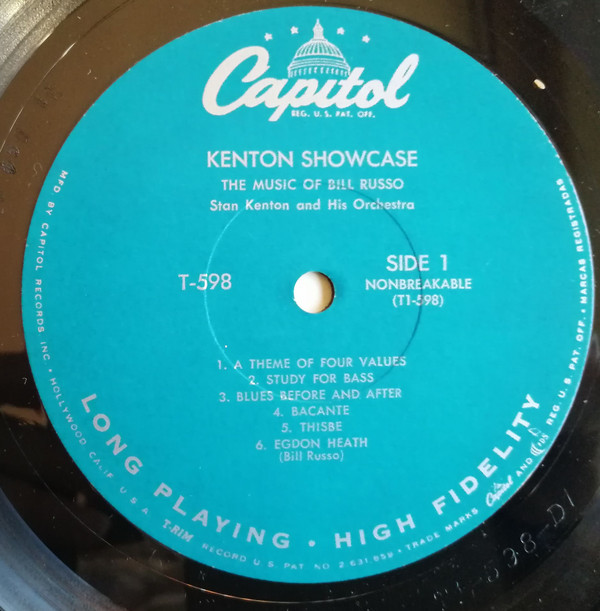 Capitol
REG. U. S. PAT. OFF.
KENTON SHOWCASE
THE MUSIC OF BILL RUSSO
Stan Kenton and His Orchestra
T-598
SIDE 1
NONBREAKABLE
(T1-598)
1. A THEME OF FOUR VALUES
2. STUDY FOR BASS
3. BLUES BEFORE AND AFTER
4. BACANTE
5. THISBE
6. EGDON HEATH
(Bill Russo)
LONG PLAYING • HIGH FIDELITY
MFD BY CAPITOL RECORDS, INC. • HOLLYWOOD CALIF. U.S.A. T-RIM RECORD U.S. PAT. NO. 2,631,859 • TRADE MARKS Capitol AND REG. U.S. PAT. OFF. • MARCAS REGISTRADAS